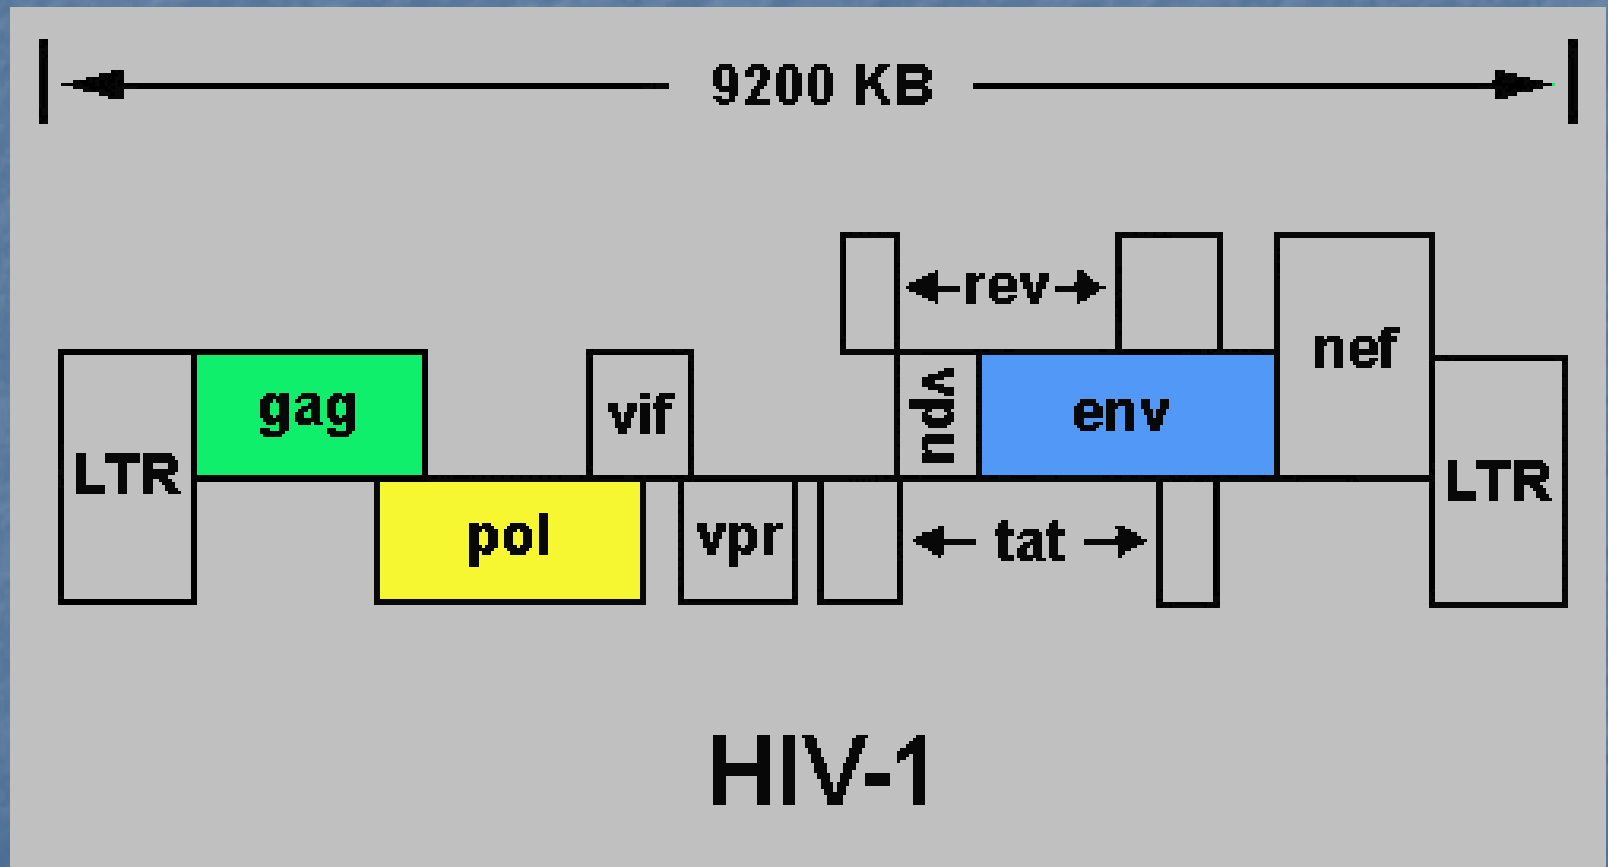 9200 KB
rev
nef
gag
vif
vpu
env
LTR
LTR
pol
vpr
tat
HIV-1